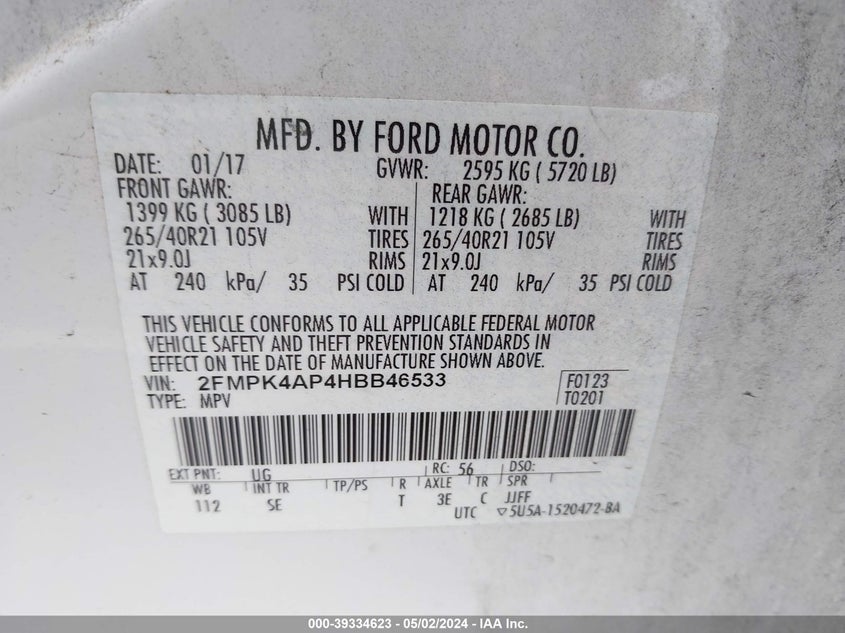 MFD. BY FORD MOTOR CO.
DATE: 01/17 GVWR: 2595 KG ( 5720 LB)
FRONT GAWR: REAR GAWR:
1399 KG ( 3085 LB) WITH 1218 KG ( 2685 LB) WITH
265/40R21 105V TIRES 265/40R21 105V TIRES
21x9.0J RIMS 21x9.0J RIMS
AT 240 kPa/ 35 PSI COLD AT 240 kPa/ 35 PSI COLD
THIS VEHICLE CONFORMS TO ALL APPLICABLE FEDERAL MOTOR
VEHICLE SAFETY AND THEFT PREVENTION STANDARDS IN
EFFECT ON THE DATE OF MANUFACTURE SHOWN ABOVE.
VIN: 2FMPK4AP4HBB46533 F0123
TYPE: MPV T0201
EXT PNT: UG RC: 56 DSO:
WB INT TR TP/PS R AXLE TR SPR
112 SE T 3E C JJFF
UTC ▽5U5A-1520472-BA
000-39334623 - 05/02/2024 - IAA Inc.